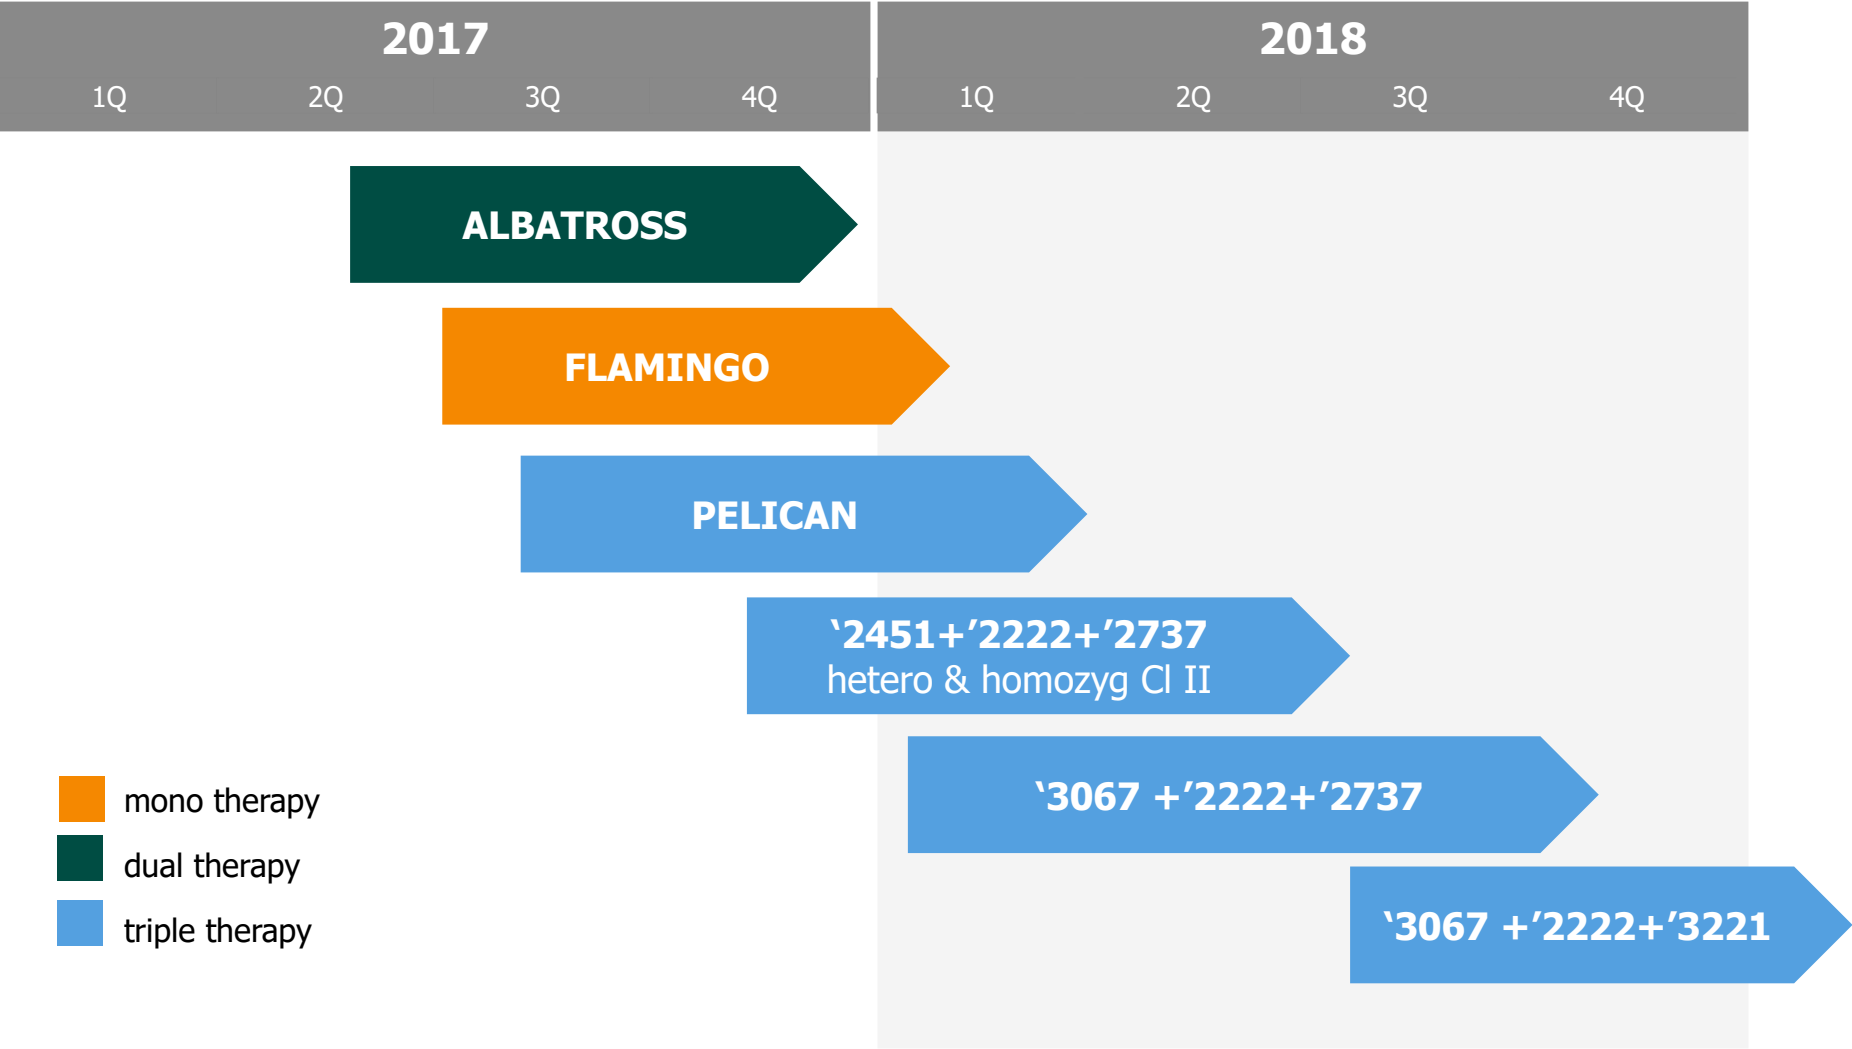 2017
2018
1Q 2Q 3Q 4Q 1Q 2Q 3Q 4Q
ALBATROSS
FLAMINGO
PELICAN
‘2451+’2222+’2737
hetero & homozyg Cl II
‘3067 +’2222+’2737
‘3067 +’2222+’3221
mono therapy
dual therapy
triple therapy